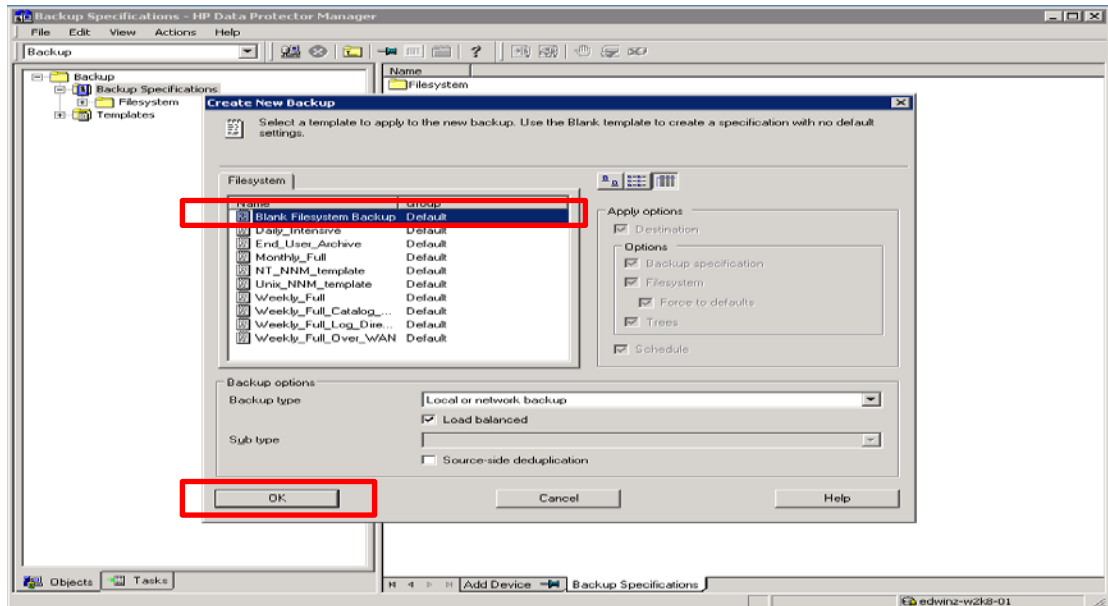 Backup Specifications - HP Data Protector Manager
File Edit View Actions Help
Backup
Backup
Backup Specifications
Filesystem
Templates
Name
Filesystem
Create New Backup
Select a template to apply to the new backup. Use the Blank template to create a specification with no default
settings.
Filesystem
Name Group
Blank Filesystem Backup Default
Daily_Intensive Default
End_User_Archive Default
Monthly_Full Default
NT_NNM_template Default
Unix_NNM_template Default
Weekly_Full Default
Weekly_Full_Catalog_... Default
Weekly_Full_Log_Dire... Default
Weekly_Full_Over_WAN Default
Apply options
Destination
Options
Backup specification
Filesystem
Force to defaults
Trees
Schedule
Backup options
Backup type Local or network backup
Load balanced
Sub type
Source-side deduplication
OK Cancel Help
Objects Tasks
Add Device Backup Specifications
edwinz-w2k8-01